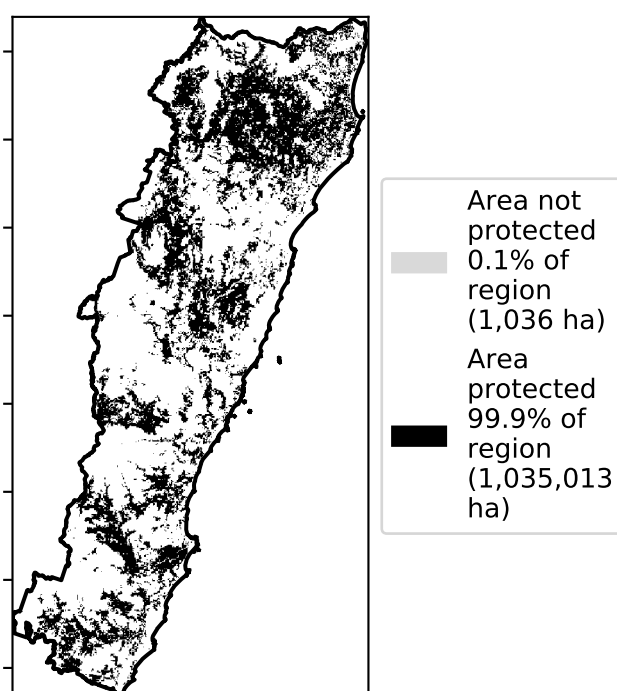 Area not
protected
0.1% of
region
(1,036 ha)
Area
protected
99.9% of
region
(1,035,013
ha)